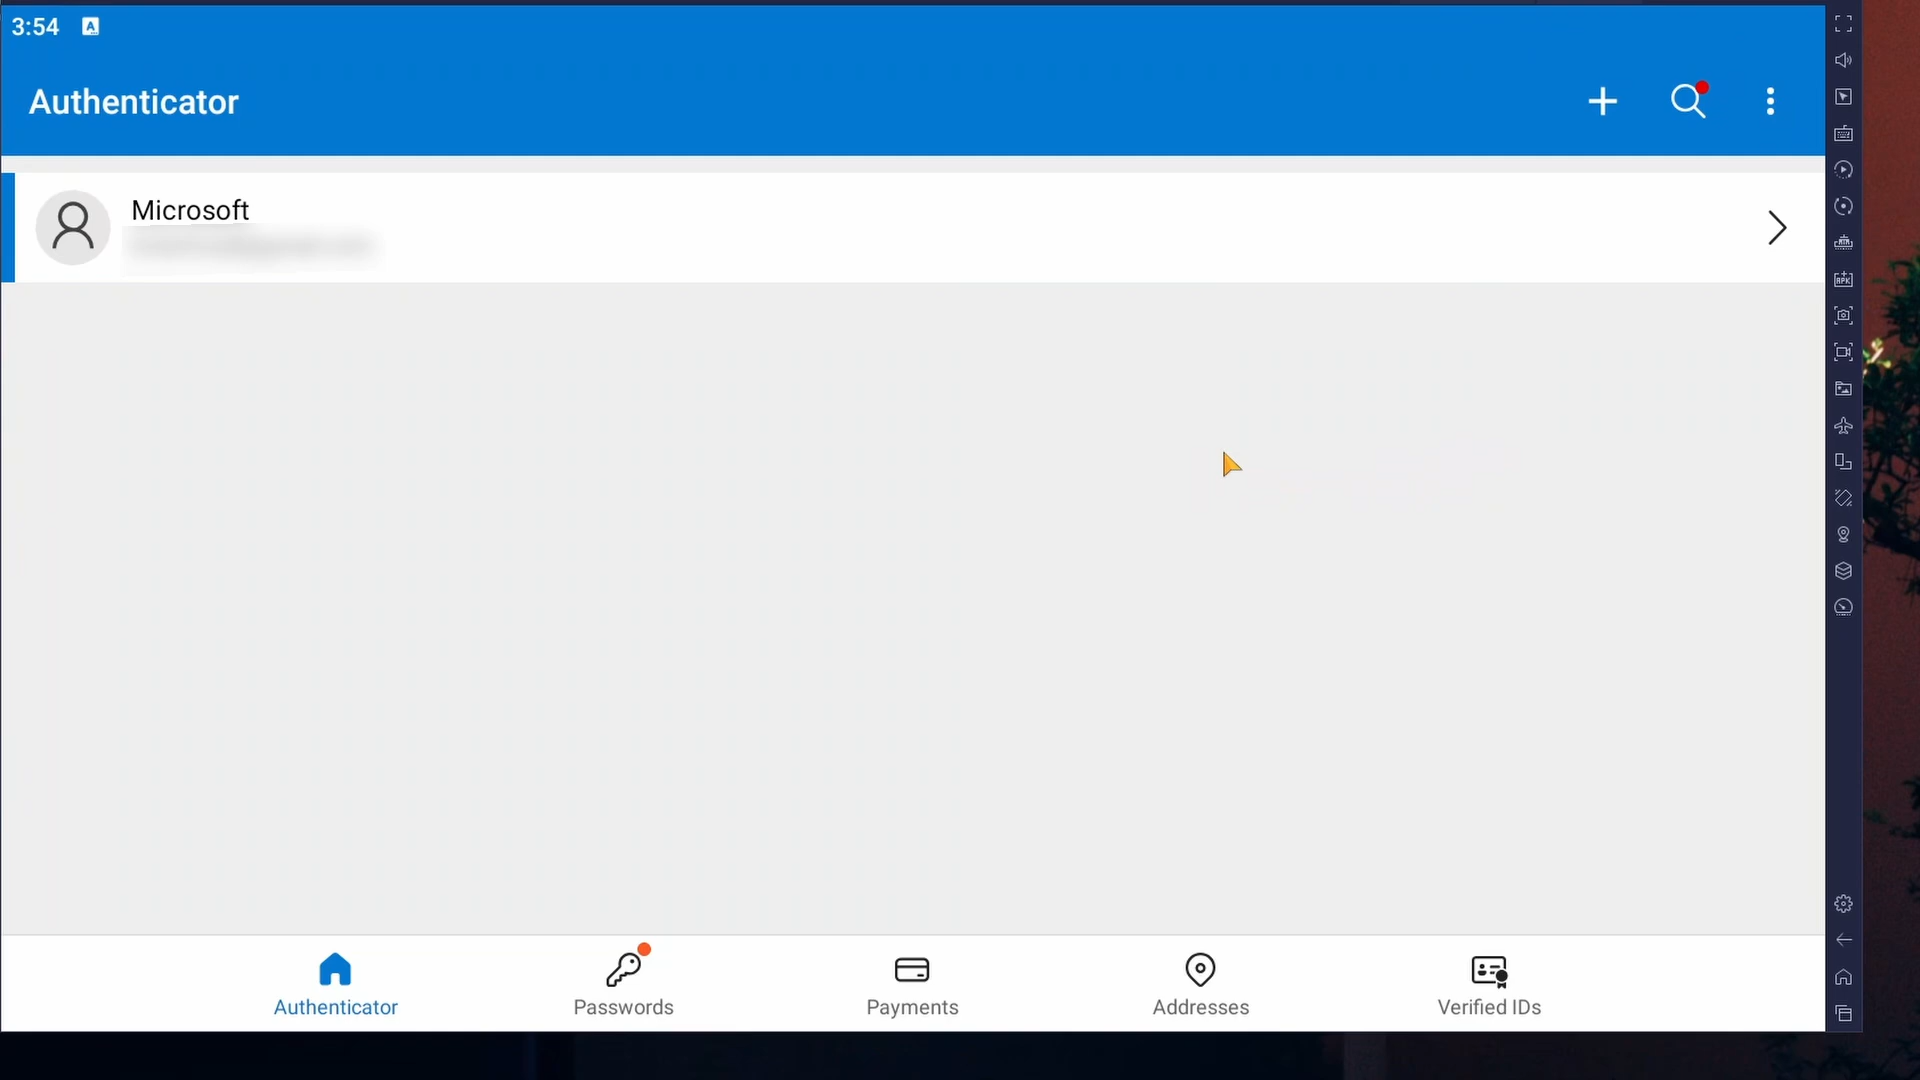 3:54
Authenticator
Microsoft
Authenticator
Passwords
Payments
Addresses
Verified IDs